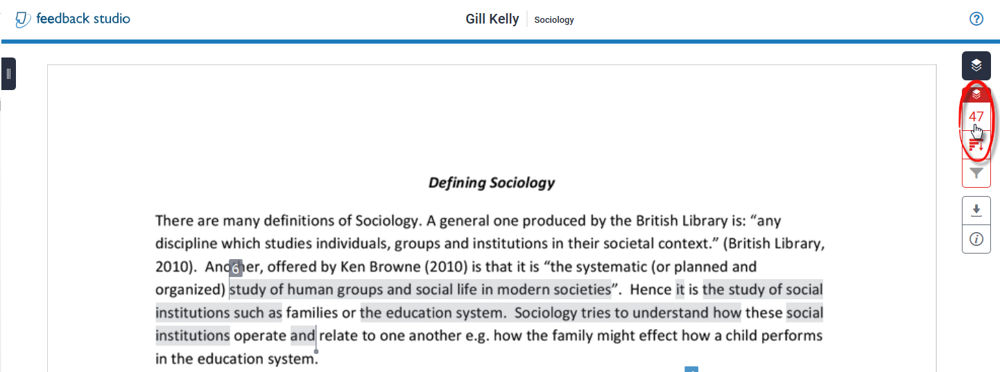 feedback studio
Gill Kelly Sociology
?
47
Defining Sociology
There are many definitions of Sociology. A general one produced by the British Library is: “any
discipline which studies individuals, groups and institutions in their societal context.” (British Library,
2010).  Another, offered by Ken Browne (2010) is that it is “the systematic (or planned and
6
organized) study of human groups and social life in modern societies”.  Hence it is the study of social
institutions such as families or the education system.  Sociology tries to understand how these social
institutions operate and relate to one another e.g. how the family might effect how a child performs
in the education system.